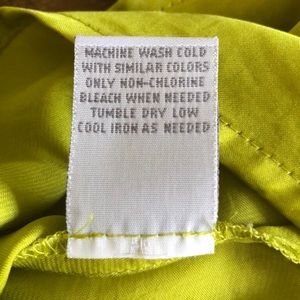 MACHINE WASH COLD
WITH SIMILAR COLORS
ONLY NON-CHLORINE
BLEACH WHEN NEEDED
TUMBLE DRY LOW
COOL IRON AS NEEDED